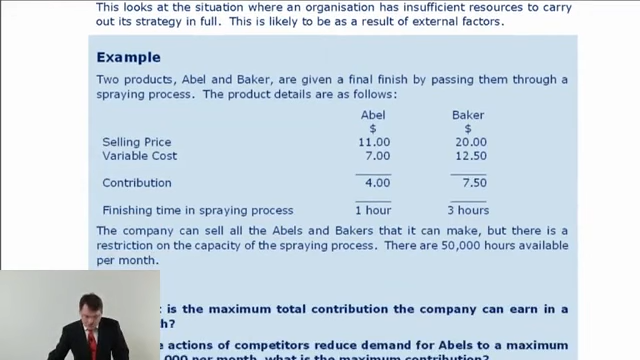 This looks at the situation where an organisation has insufficient resources to carry
out its strategy in full. This is likely to be as a result of external factors.
Example
Two products, Abel and Baker, are given a final finish by passing them through a
spraying process. The product details are as follows:
Abel Baker
$ $
Selling Price 11.00 20.00
Variable Cost 7.00 12.50
Contribution 4.00 7.50
Finishing time in spraying process 1 hour 3 hours
The company can sell all the Abels and Bakers that it can make, but there is a
restriction on the capacity of the spraying process. There are 50,000 hours available
per month.
is the maximum total contribution the company can earn in a
actions of competitors reduce demand for Abels to a maximum
per month, what is the maximum contribution?